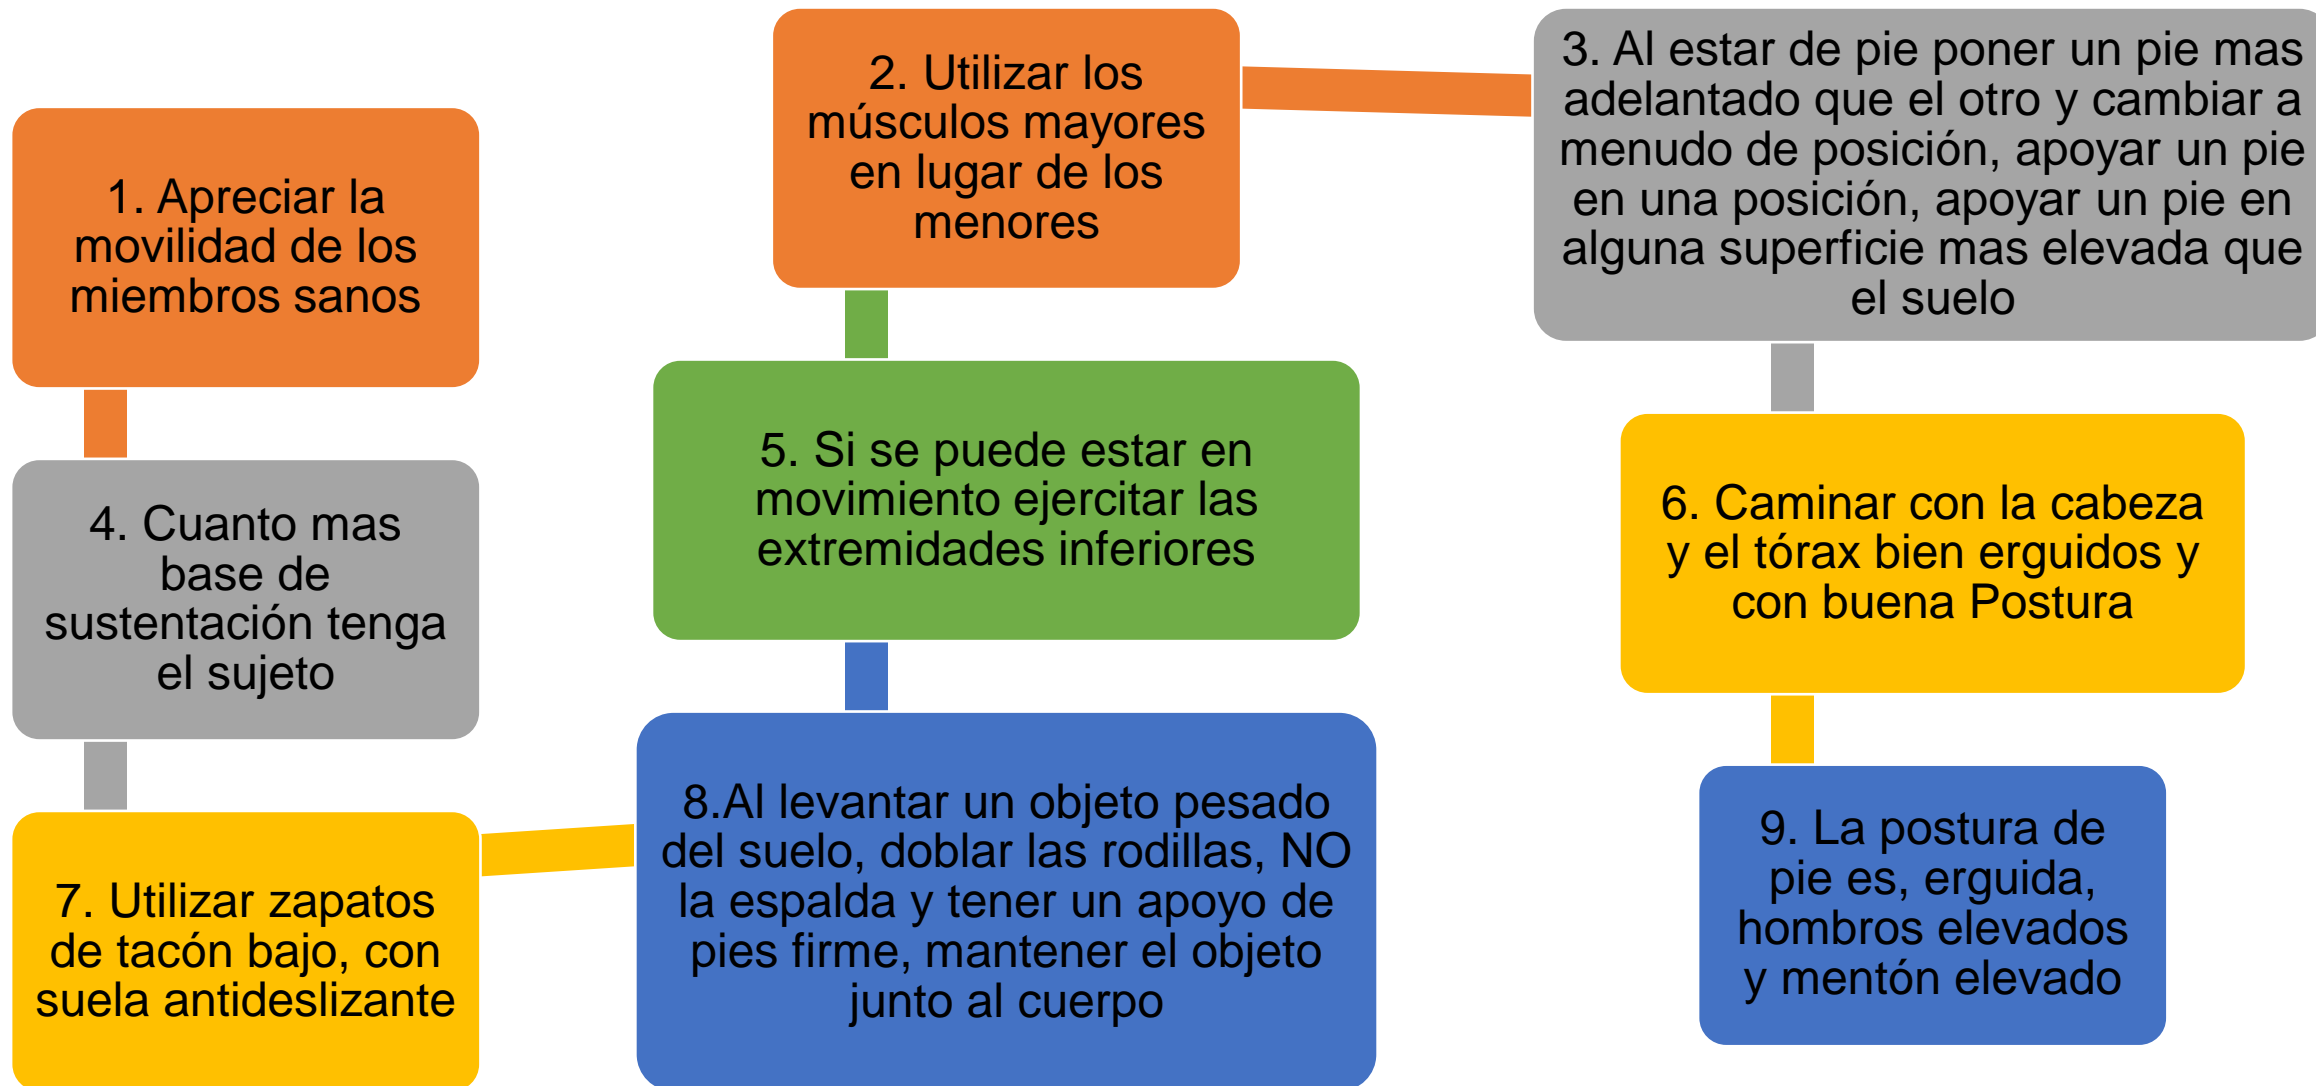 1. Apreciar la
movilidad de los
miembros sanos
2. Utilizar los
músculos mayores
en lugar de los
menores
3. Al estar de pie poner un pie mas
adelantado que el otro y cambiar a
menudo de posición, apoyar un pie
en una posición, apoyar un pie en
alguna superficie mas elevada que
el suelo
4. Cuanto mas
base de
sustentación tenga
el sujeto
5. Si se puede estar en
movimiento ejercitar las
extremidades inferiores
6. Caminar con la cabeza
y el tórax bien erguidos y
con buena Postura
7. Utilizar zapatos
de tacón bajo, con
suela antideslizante
8.Al levantar un objeto pesado
del suelo, doblar las rodillas, NO
la espalda y tener un apoyo de
pies firme, mantener el objeto
junto al cuerpo
9. La postura de
pie es, erguida,
hombros elevados
y mentón elevado